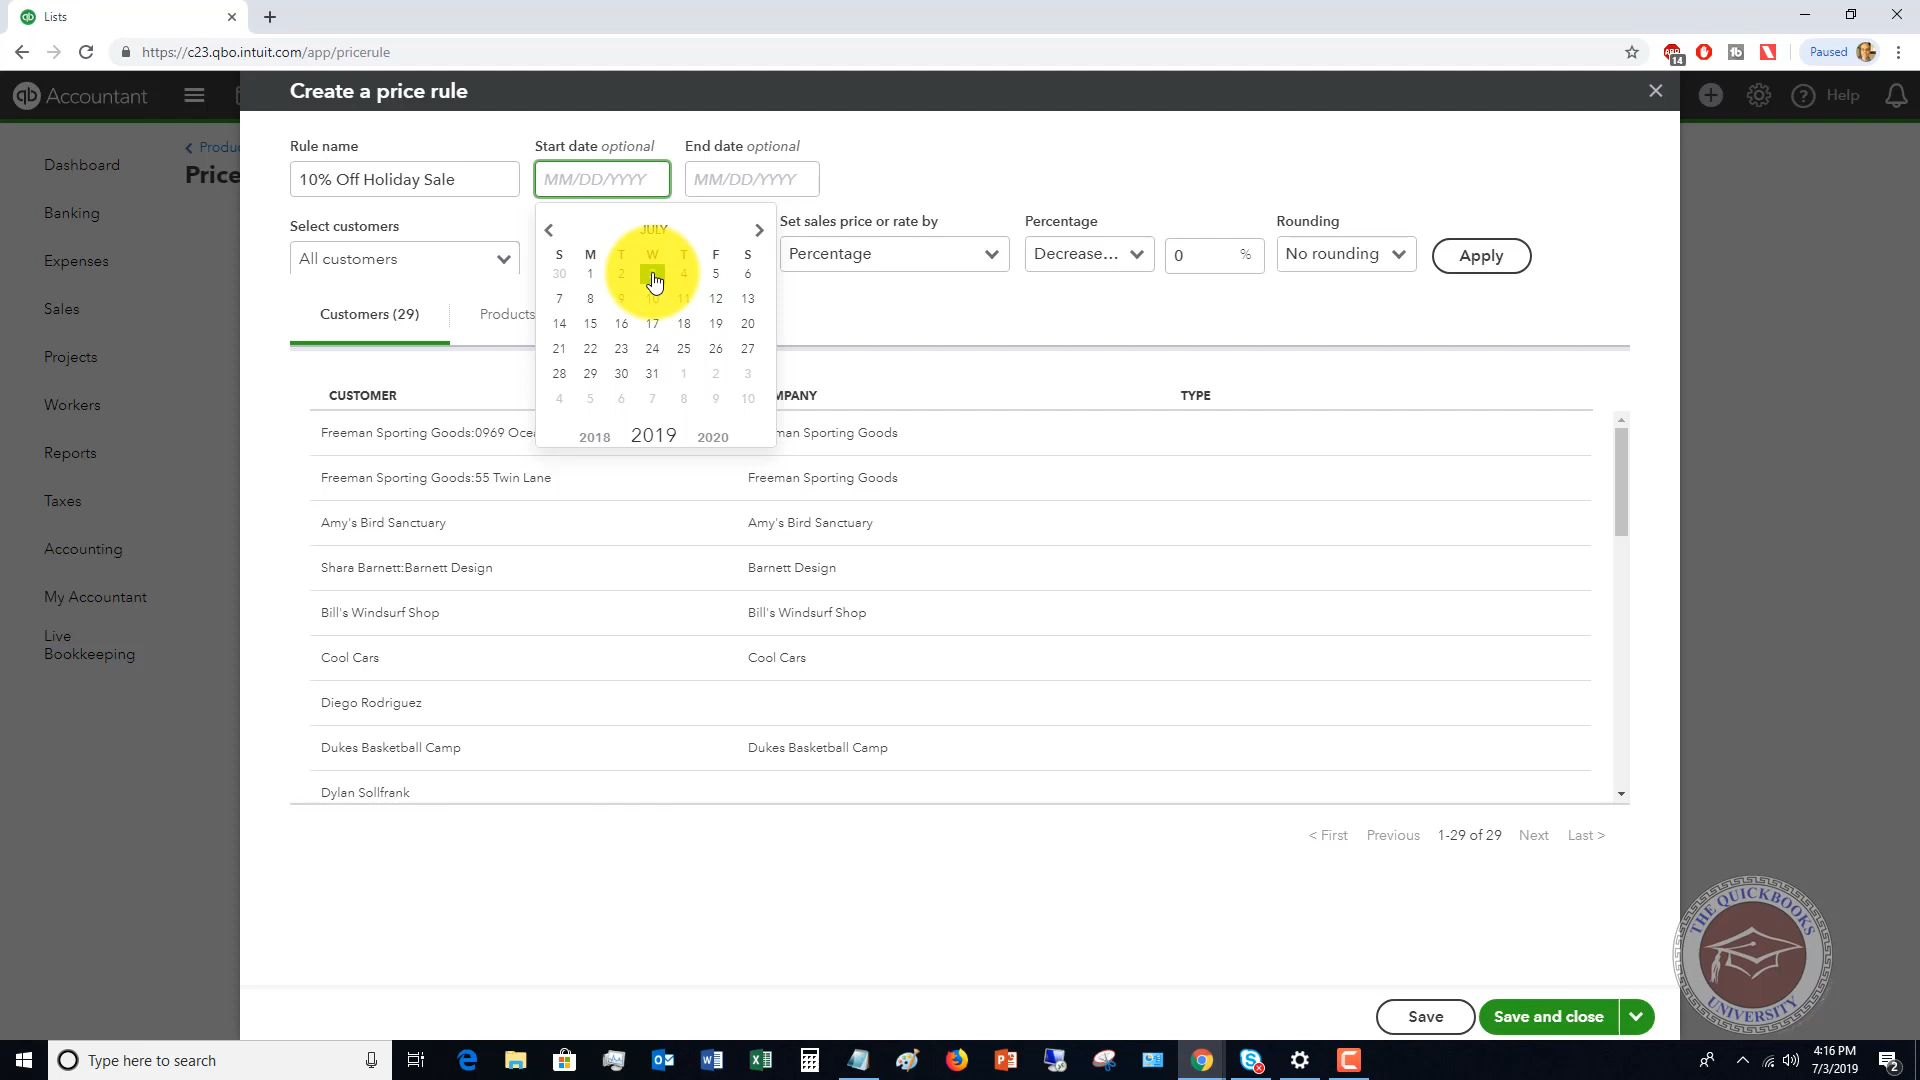 Lists
https://c23.qbo.intuit.com/app/pricerule
14
Paused
qb Accountant
Create a price rule
Help
Dashboard
Banking
Expenses
Sales
Projects
Workers
Reports
Taxes
Accounting
My Accountant
Live
Bookkeeping
Produ
Price
Rule name
Start date optional
End date optional
10% Off Holiday Sale
MM/DD/YYYY
MM/DD/YYYY
Select customers
All customers
Set sales price or rate by
Percentage
Rounding
Percentage
Decrease...
0 %
No rounding
Apply
JULY
S M T W T F S
30 1 2 3 4 5 6
7 8 9 10 11 12 13
14 15 16 17 18 19 20
21 22 23 24 25 26 27
28 29 30 31 1 2 3
4 5 6 7 8 9 10
2018 2019 2020
Customers (29)
Products
CUSTOMER
MPANY
TYPE
Freeman Sporting Goods:0969 Ocea
man Sporting Goods
Freeman Sporting Goods:55 Twin Lane
Freeman Sporting Goods
Amy's Bird Sanctuary
Amy's Bird Sanctuary
Shara Barnett:Barnett Design
Barnett Design
Bill's Windsurf Shop
Bill's Windsurf Shop
Cool Cars
Cool Cars
Diego Rodriguez
Dukes Basketball Camp
Dukes Basketball Camp
Dylan Sollfrank
< First Previous 1-29 of 29 Next Last >
Save
Save and close
THE QUICKBOOKS
UNIVERSITY
Type here to search
4:16 PM
7/3/2019
2